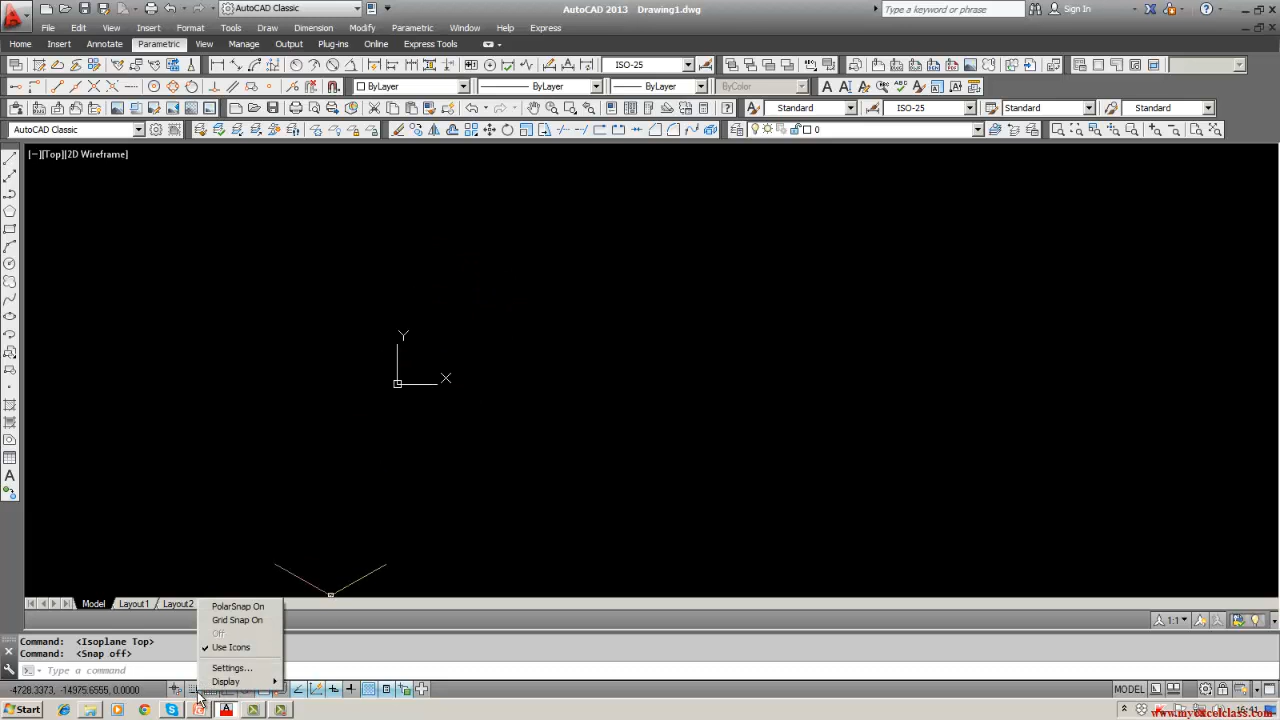 AutoCAD Classic
AutoCAD 2013 Drawing1.dwg
Type a keyword or phrase
Sign In
File Edit View Insert Format Tools Draw Dimension Modify Parametric Window Help Express
Home Insert Annotate Parametric View Manage Output Plug-ins Online Express Tools
ISO-25
ByLayer ByLayer ByLayer ByColor
Standard ISO-25 Standard Standard
AutoCAD Classic
0
[−][Top][2D Wireframe]
Y
X
Model Layout1 Layout2
PolarSnap On
Grid Snap On
Off
Use Icons
Settings...
Display
1:1
Command: <Isoplane Top>
Command: <Snap off>
Type a command
-4728.3373, -14975.6555, 0.0000
MODEL
Start
16:41
www.myexcelclass.com